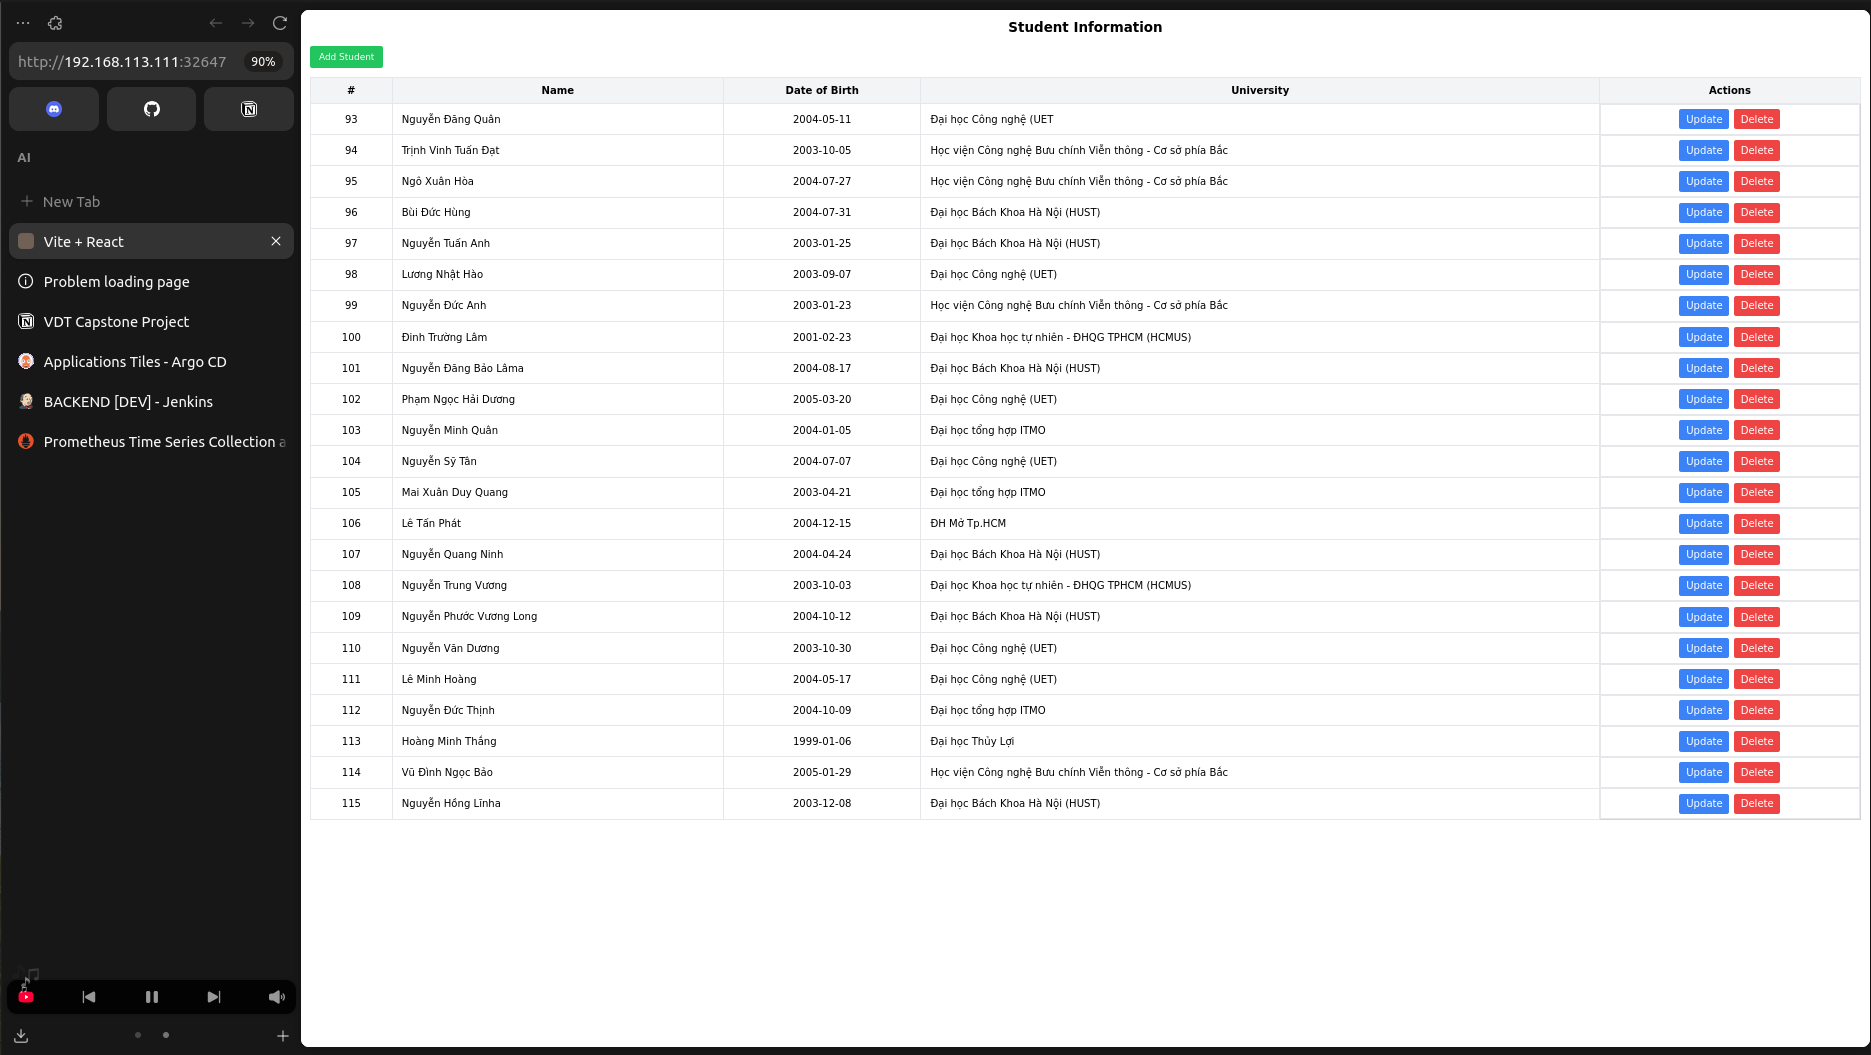 http://192.168.113.111:32647 90%
AI
New Tab
Vite + React
Problem loading page
VDT Capstone Project
Applications Tiles - Argo CD
BACKEND [DEV] - Jenkins
Prometheus Time Series Collection a
Student Information
Add Student
# Name Date of Birth University Actions
93 Nguyễn Đăng Quân 2004-05-11 Đại học Công nghệ (UET Update Delete
94 Trịnh Vinh Tuấn Đạt 2003-10-05 Học viện Công nghệ Bưu chính Viễn thông - Cơ sở phía Bắc Update Delete
95 Ngô Xuân Hòa 2004-07-27 Học viện Công nghệ Bưu chính Viễn thông - Cơ sở phía Bắc Update Delete
96 Bùi Đức Hùng 2004-07-31 Đại học Bách Khoa Hà Nội (HUST) Update Delete
97 Nguyễn Tuấn Anh 2003-01-25 Đại học Bách Khoa Hà Nội (HUST) Update Delete
98 Lương Nhật Hào 2003-09-07 Đại học Công nghệ (UET) Update Delete
99 Nguyễn Đức Anh 2003-01-23 Học viện Công nghệ Bưu chính Viễn thông - Cơ sở phía Bắc Update Delete
100 Đinh Trường Lâm 2001-02-23 Đại học Khoa học tự nhiên - ĐHQG TPHCM (HCMUS) Update Delete
101 Nguyễn Đăng Bảo Lâma 2004-08-17 Đại học Bách Khoa Hà Nội (HUST) Update Delete
102 Phạm Ngọc Hải Dương 2005-03-20 Đại học Công nghệ (UET) Update Delete
103 Nguyễn Minh Quân 2004-01-05 Đại học tổng hợp ITMO Update Delete
104 Nguyễn Sỹ Tân 2004-07-07 Đại học Công nghệ (UET) Update Delete
105 Mai Xuân Duy Quang 2003-04-21 Đại học tổng hợp ITMO Update Delete
106 Lê Tấn Phát 2004-12-15 ĐH Mở Tp.HCM Update Delete
107 Nguyễn Quang Ninh 2004-04-24 Đại học Bách Khoa Hà Nội (HUST) Update Delete
108 Nguyễn Trung Vương 2003-10-03 Đại học Khoa học tự nhiên - ĐHQG TPHCM (HCMUS) Update Delete
109 Nguyễn Phước Vương Long 2004-10-12 Đại học Bách Khoa Hà Nội (HUST) Update Delete
110 Nguyễn Văn Dương 2003-10-30 Đại học Công nghệ (UET) Update Delete
111 Lê Minh Hoàng 2004-05-17 Đại học Công nghệ (UET) Update Delete
112 Nguyễn Đức Thịnh 2004-10-09 Đại học tổng hợp ITMO Update Delete
113 Hoàng Minh Thắng 1999-01-06 Đại học Thủy Lợi Update Delete
114 Vũ Đình Ngọc Bảo 2005-01-29 Học viện Công nghệ Bưu chính Viễn thông - Cơ sở phía Bắc Update Delete
115 Nguyễn Hồng Lĩnha 2003-12-08 Đại học Bách Khoa Hà Nội (HUST) Update Delete